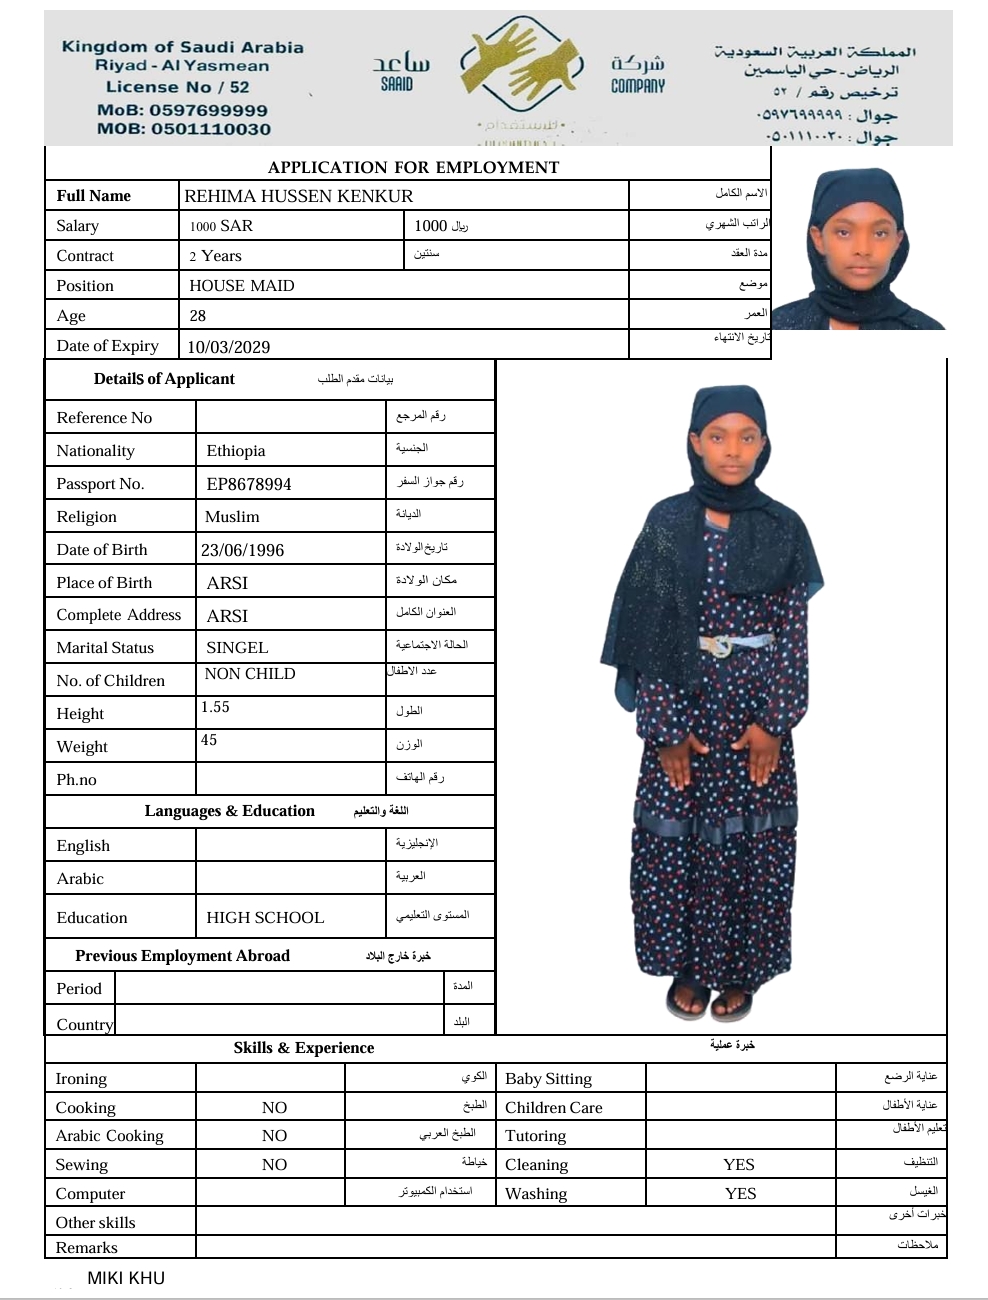 Kingdom of Saudi Arabia
Riyad - Al Yasmean
License No / 52
MoB: 0597699999
MOB: 0501110030
ساعد
SAAID
شركة
COMPANY
للاستقدام
المملكة العربية السعودية
الرياض - حي الياسمين
ترخيص رقم / ٥٢
جوال : ٠٥٩٧٦٩٩٩٩٩
جوال : ٠٥٠١١١٠٠٣٠
APPLICATION FOR EMPLOYMENT
Full Name REHIMA HUSSEN KENKUR الاسم الكامل
Salary 1000 SAR 1000 ريال الراتب الشهري
Contract 2 Years سنتين مدة العقد
Position HOUSE MAID موضع
Age 28 العمر
Date of Expiry 10/03/2029 تاريخ الانتهاء
Details of Applicant بيانات مقدم الطلب
Reference No رقم المرجع
Nationality Ethiopia الجنسية
Passport No. EP8678994 رقم جواز السفر
Religion Muslim الديانة
Date of Birth 23/06/1996 تاريخ الولادة
Place of Birth ARSI مكان الولادة
Complete Address ARSI العنوان الكامل
Marital Status SINGEL الحالة الاجتماعية
No. of Children NON CHILD عدد الاطفال
Height 1.55 الطول
Weight 45 الوزن
Ph.no رقم الهاتف
Languages & Education اللغة والتعليم
English الإنجليزية
Arabic العربية
Education HIGH SCHOOL المستوى التعليمي
Previous Employment Abroad خبرة خارج البلاد
Period المدة
Country البلد
Skills & Experience خبرة عملية
Ironing الكوي Baby Sitting عناية الرضع
Cooking NO الطبخ Children Care عناية الأطفال
Arabic Cooking NO الطبخ العربي Tutoring تعليم الأطفال
Sewing NO خياطة Cleaning YES التنظيف
Computer استخدام الكمبيوتر Washing YES الغيسل
Other skills خبرات أخرى
Remarks ملاحظات
MIKI KHU